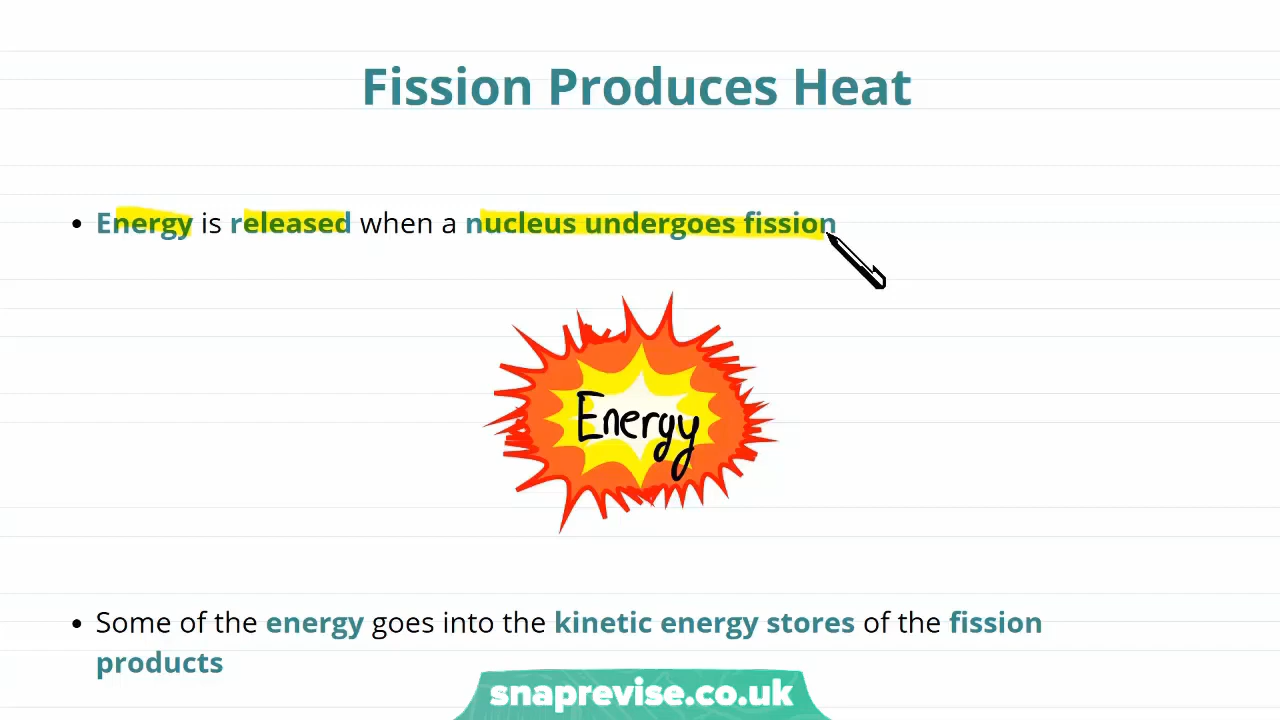 Fission Produces Heat
• Energy is released when a nucleus undergoes fission
Energy
• Some of the energy goes into the kinetic energy stores of the fission
products
snaprevise.co.uk